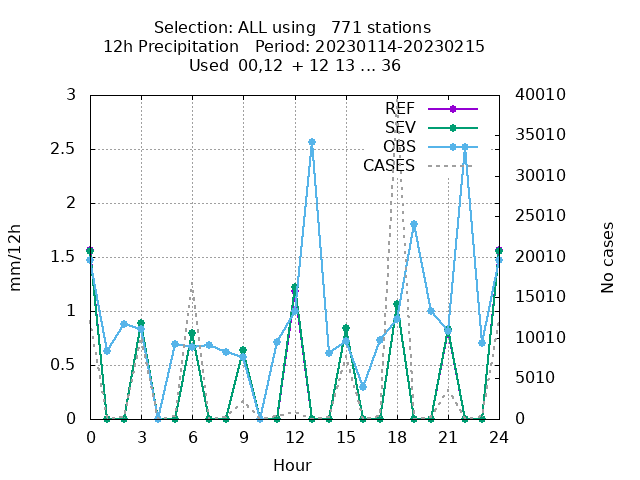 Selection: ALL using   771 stations
12h Precipitation   Period: 20230114-20230215
Used  00,12  + 12 13 ... 36
3
2.5
2
1.5
1
0.5
0
40010
35010
30010
25010
20010
15010
10010
5010
0
REF
SEV
OBS
CASES
mm/12h
No cases
0 3 6 9 12 15 18 21 24
Hour